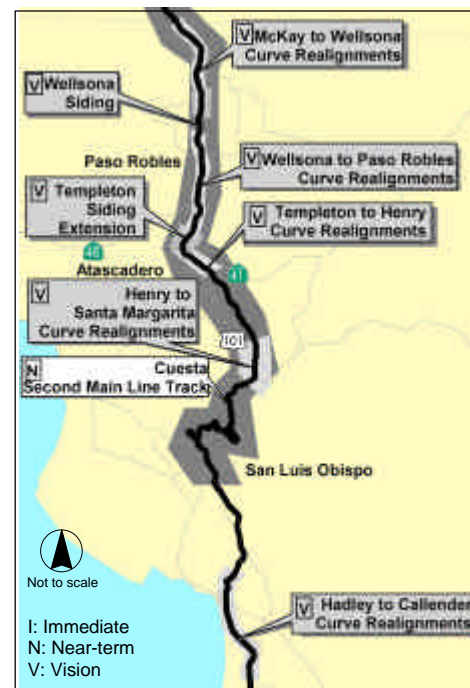 V McKay to Wellsona
Curve Realignments
V Wellsona
Siding
Paso Robles
V Wellsona to Paso Robles
Curve Realignments
V Templeton
Siding
Extension
V Templeton to Henry
Curve Realignments
46
Atascadero
41
V Henry to
Santa Margarita
Curve Realignments
101
N Cuesta
Second Main Line Track
San Luis Obispo
Not to scale
V Hadley to Callender
Curve Realignments
I: Immediate
N: Near-term
V: Vision